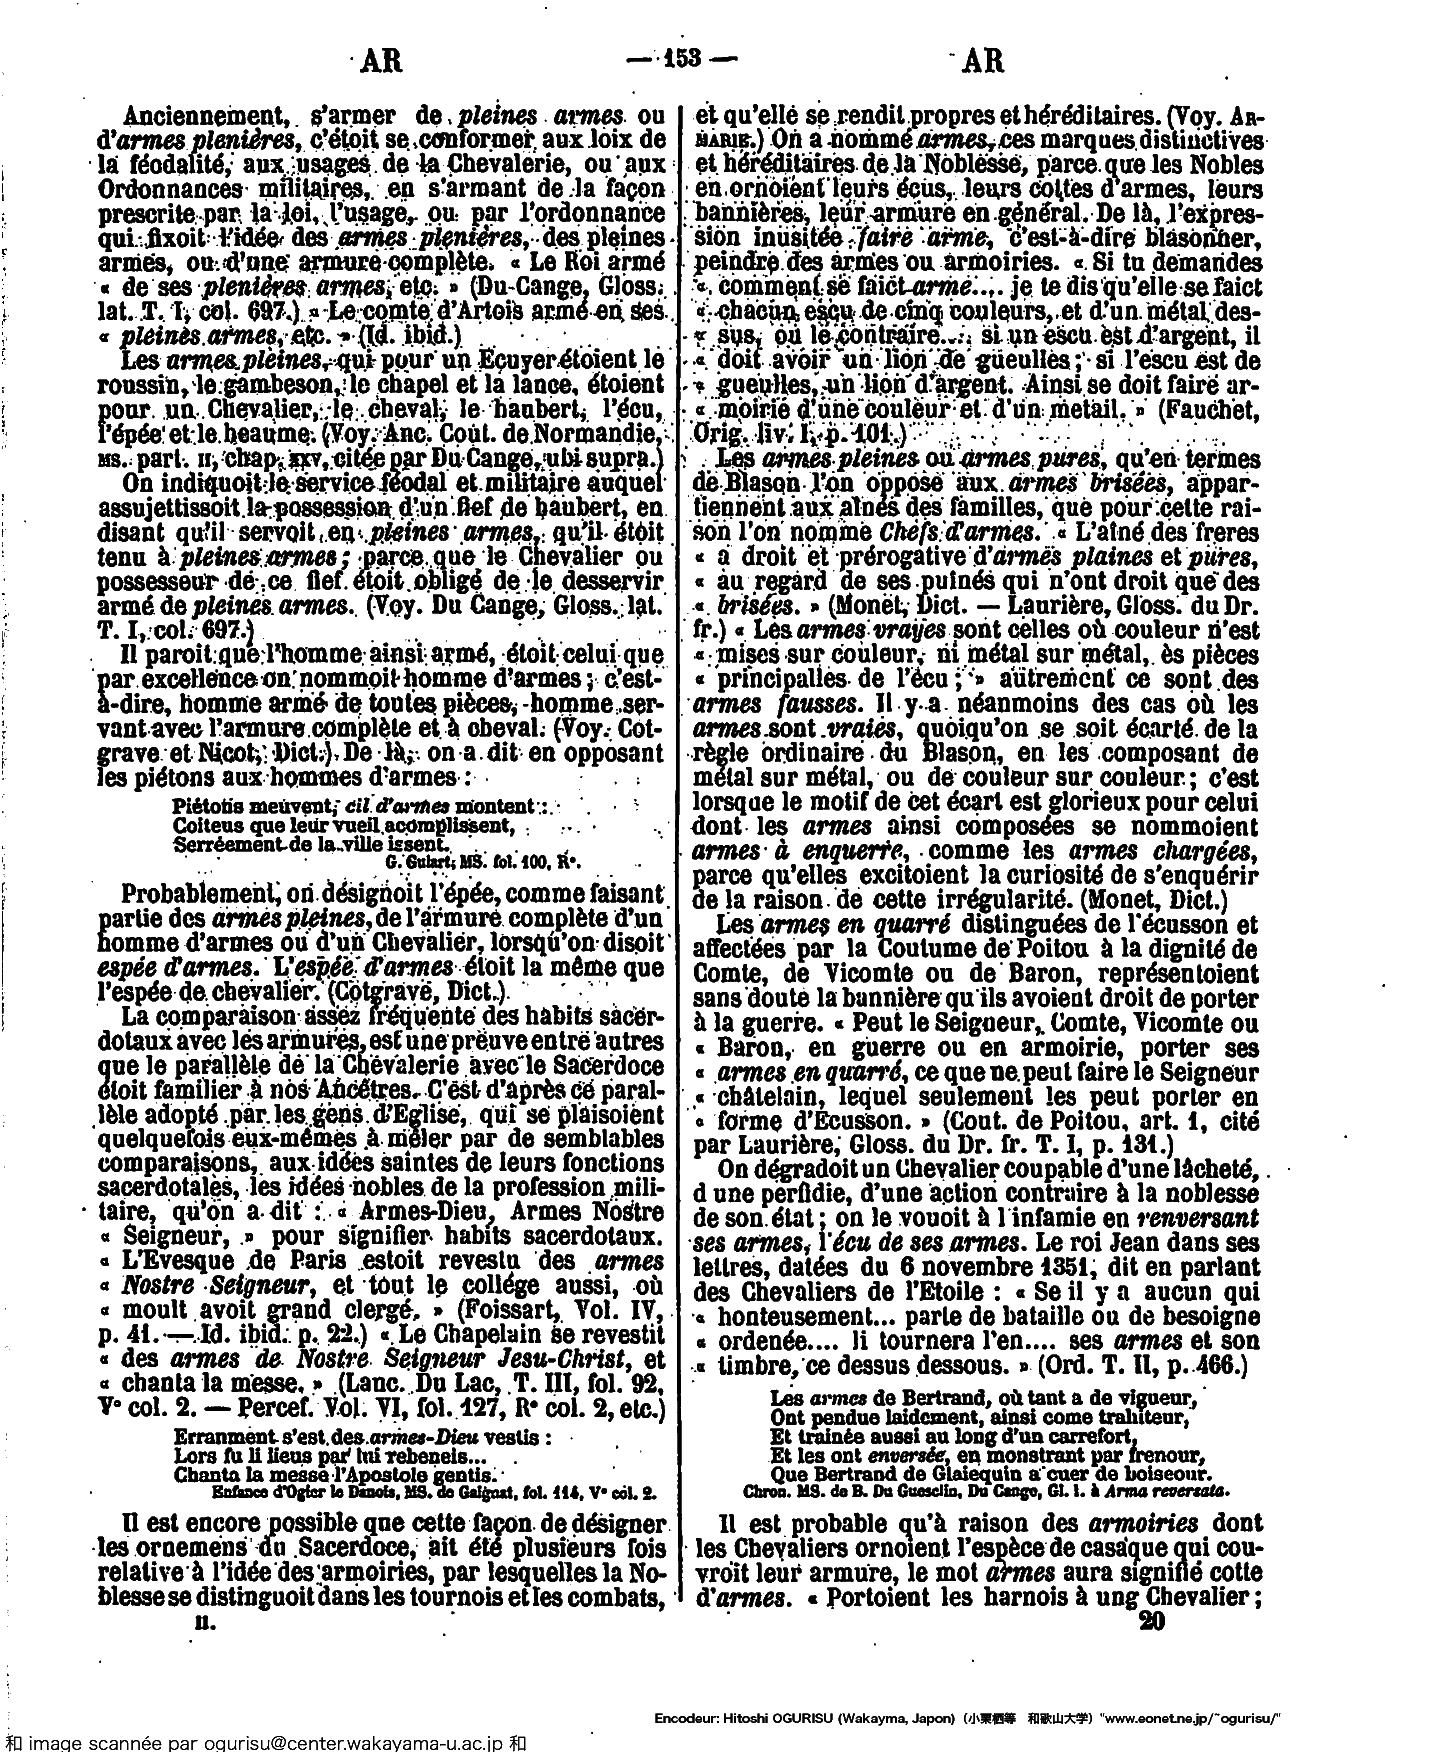 AR — 153 — AR
Anciennement, s'armer de pleines armes ou
d'armes plenières, c'étoit se conformer aux loix de
la féodalité, aux usages de la Chevalerie, ou aux
Ordonnances militaires, en s'armant de la façon
prescrite par la loi, l'usage, ou par l'ordonnance
qui fixoit l'idée des armes plenières, des pleines
armes, ou d'une armure complète. « Le Roi armé
« de ses plenières armes, etc. » (Du Cange, Gloss.
lat. T. I, col. 697.) « Le comte d'Artois armé en ses
« pleines armes, etc. » (Id. ibid.)
Les armes pleines, qui pour un Ecuyer étoient le
roussin, le gambeson, le chapel et la lance, étoient
pour un Chevalier, le cheval, le haubert, l'écu,
l'épée et le heaume. (Voy. Anc. Cout. de Normandie,
MS. part. II, chap. XXV, citée par Du Cange, ubi supra.)
On indiquoit le service féodal et militaire auquel
assujettissoit la possession d'un fief de haubert, en
disant qu'il servoit en pleines armes, qu'il étoit
tenu à pleines armes; parce que le Chevalier ou
possesseur de ce fief étoit obligé de le desservir
armé de pleines armes. (Voy. Du Cange, Gloss. lat.
T. I, col. 697.)
Il paroit que l'homme ainsi armé, étoit celui que
par excellence on nommoit homme d'armes; c'est-
à-dire, homme armé de toutes pièces, homme ser-
vant avec l'armure complète et à cheval. (Voy. Cot-
grave et Nicot, Dict.) De là, on a dit en opposant
les piétons aux hommes d'armes :
Piétotis meuvent, cil d'armes montent :
Coiteus que leur vueil acomplissent,
Serréement de la ville issent.
G. Guiart, MS. fol. 100, R°.
Probablement, on désignoit l'épée, comme faisant
partie des armes pleines, de l'armure complète d'un
homme d'armes ou d'un Chevalier, lorsqu'on disoit
espée d'armes. L'espée d'armes étoit la même que
l'espée de chevalier. (Cotgrave, Dict.)
La comparaison assez fréquente des habits sacer-
dotaux avec les armures, est une preuve entre autres
que le parallèle de la Chevalerie avec le Sacerdoce
étoit familier à nos Ancêtres. C'est d'après ce paral-
lèle adopté par les gens d'Eglise, qui se plaisoient
quelquefois eux-mêmes à mêler par de semblables
comparaisons, aux idées saintes de leurs fonctions
sacerdotales, les idées nobles de la profession mili-
taire, qu'on a dit : « Armes-Dieu, Armes Nostre
« Seigneur, » pour signifier habits sacerdotaux.
« L'Evesque de Paris estoit revestu des armes
« Nostre Seigneur, et tout le collége aussi, où
« moult avoit grand clergé. » (Foissart, Vol. IV,
p. 41. — Id. ibid. p. 22.) « Le Chapelain se revestit
« des armes de Nostre Seigneur Jesu-Christ, et
« chanta la messe. » (Lanc. Du Lac, T. III, fol. 92,
V° col. 2. — Percef. Vol. VI, fol. 127, R° col. 2, etc.)
Erranment s'est des armes-Dieu vestis :
Lors fu li lieus par lui rebeneis...
Chanta la messe l'Apostole gentis.
Enfance d'Ogier le Danois, MS. de Gaignat, fol. 114, V° col. 2.
Il est encore possible que cette façon de désigner
les ornemens du Sacerdoce, ait été plusieurs fois
relative à l'idée des armoiries, par lesquelles la No-
blesse se distinguoit dans les tournois et les combats,
II.
et qu'elle se rendit propres et héréditaires. (Voy. AR-
MARIE.) On a nommé armes, ces marques distinctives
et héréditaires de la Noblesse, parce que les Nobles
en ornoient leurs écus, leurs cottes d'armes, leurs
bannières, leur armure en général. De là, l'expres-
sion inusitée faire arme, c'est-à-dire blasonner,
peindre des armes ou armoiries. « Si tu demandes
« comment se faict arme.... je te dis qu'elle se faict
« chacun escu de cinq couleurs, et d'un métal des-
« sus, ou le contraire.... si un escu est d'argent, il
« doit avoir un lion de gueulles; si l'escu est de
« gueulles, un lion d'argent. Ainsi se doit faire ar-
« moirie d'une couleur et d'un metail. » (Fauchet,
Orig. liv. I, p. 101.)
Les armes pleines ou armes pures, qu'en termes
de Blason l'on oppose aux armes brisées, appar-
tiennent aux aînés des familles, que pour cette rai-
son l'on nomme Chefs d'armes. « L'aîné des freres
« a droit et prérogative d'armes plaines et pures,
« au regard de ses puinés qui n'ont droit que des
« brisées. » (Monet, Dict. — Laurière, Gloss. du Dr.
fr.) « Les armes vrayes sont celles où couleur n'est
« mises sur couleur, ni métal sur métal, ès pièces
« principalles de l'écu; » autrement ce sont des
armes fausses. Il y a néanmoins des cas où les
armes sont vraies, quoiqu'on se soit écarté de la
règle ordinaire du Blason, en les composant de
métal sur métal, ou de couleur sur couleur; c'est
lorsque le motif de cet écart est glorieux pour celui
dont les armes ainsi composées se nommoient
armes à enquerre, comme les armes chargées,
parce qu'elles excitoient la curiosité de s'enquérir
de la raison de cette irrégularité. (Monet, Dict.)
Les armes en quarré distinguées de l'écusson et
affectées par la Coutume de Poitou à la dignité de
Comte, de Vicomte ou de Baron, représentoient
sans doute la bannière qu'ils avoient droit de porter
à la guerre. « Peut le Seigneur, Comte, Vicomte ou
« Baron, en guerre ou en armoirie, porter ses
« armes en quarré, ce que ne peut faire le Seigneur
« châtelain, lequel seulement les peut porter en
« forme d'Ecusson. » (Cout. de Poitou, art. 1, cité
par Laurière, Gloss. du Dr. fr. T. I, p. 131.)
On dégradoit un Chevalier coupable d'une lâcheté,
d'une perfidie, d'une action contraire à la noblesse
de son état; on le vouoit à l'infamie en renversant
ses armes, l'écu de ses armes. Le roi Jean dans ses
lettres, datées du 6 novembre 1351, dit en parlant
des Chevaliers de l'Etoile : « Se il y a aucun qui
« honteusement... parte de bataille ou de besoigne
« ordenée.... li tournera l'en.... ses armes et son
« timbre, ce dessus dessous. » (Ord. T. II, p. 466.)
Les armes de Bertrand, où tant a de vigueur,
Ont pendue laidement, ainsi come trahiteur,
Et trainée aussi au long d'un carrefort,
Et les ont enversée, en monstrant par frenour,
Que Bertrand de Glaiequin a cuer de boiseour.
Chron. MS. de B. Du Guesclin, Du Cange, Gl. l. à Arma reversata.
Il est probable qu'à raison des armoiries dont
les Chevaliers ornoient l'espèce de casaque qui cou-
vroit leur armure, le mot armes aura signifié cotte
d'armes. « Portoient les harnois à ung Chevalier;
20
Encodeur: Hitoshi OGURISU (Wakayma, Japon) (小栗栖等 和歌山大学) "www.eonet.ne.jp/~ogurisu/"
和 image scannée par ogurisu@center.wakayama-u.ac.jp 和